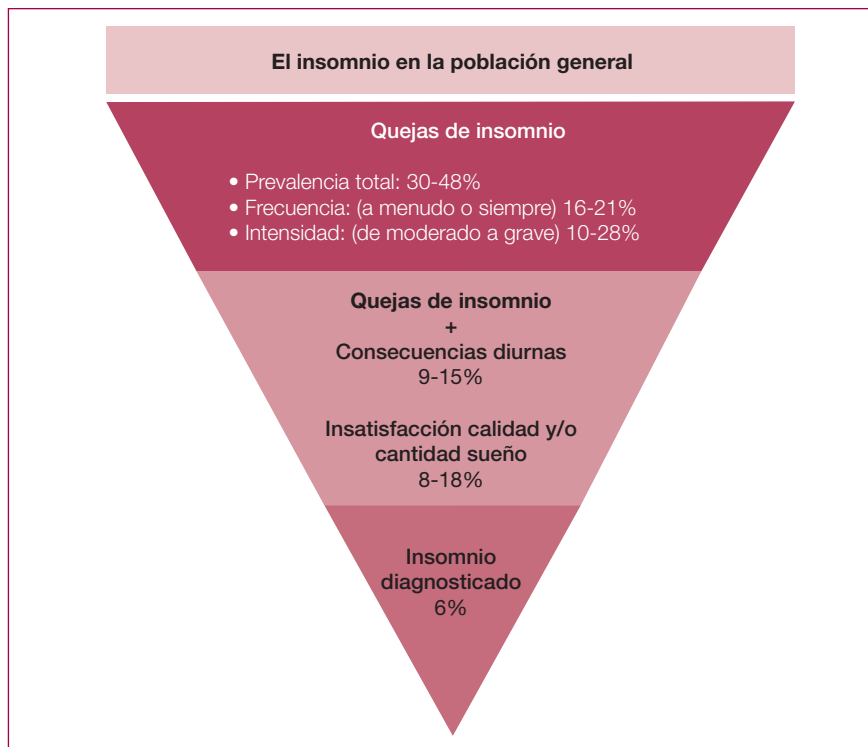 El insomnio en la población general
Quejas de insomnio
• Prevalencia total: 30-48%
• Frecuencia: (a menudo o siempre) 16-21%
• Intensidad: (de moderado a grave) 10-28%
Quejas de insomnio
+
Consecuencias diurnas
9-15%
Insatisfacción calidad y/o
cantidad sueño
8-18%
Insomnio
diagnosticado
6%